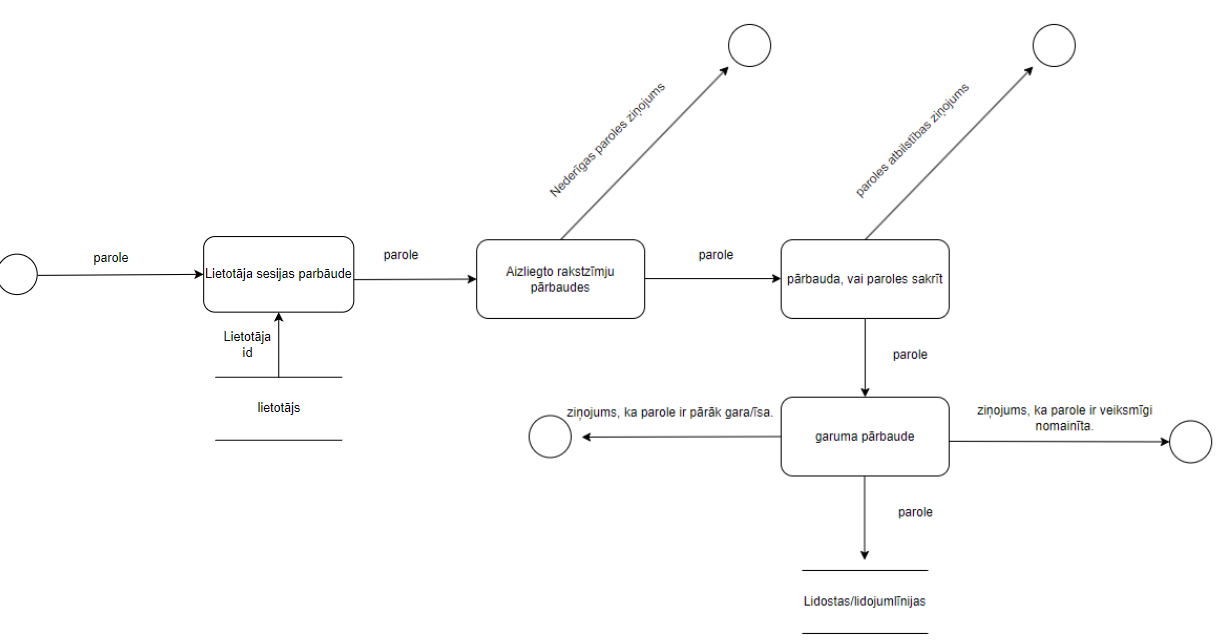 Nederīgas paroles ziņojums
paroles atbilstības ziņojums
parole
Lietotāja sesijas parbāude
parole
Aizliegto rakstzīmju
pārbaudes
parole
pārbauda, vai paroles sakrīt
Lietotāja
id
lietotājs
parole
ziņojums, ka parole ir pārāk gara/īsa.
garuma pārbaude
ziņojums, ka parole ir veiksmīgi
nomainīta.
parole
Lidostas/lidojumlīnijas